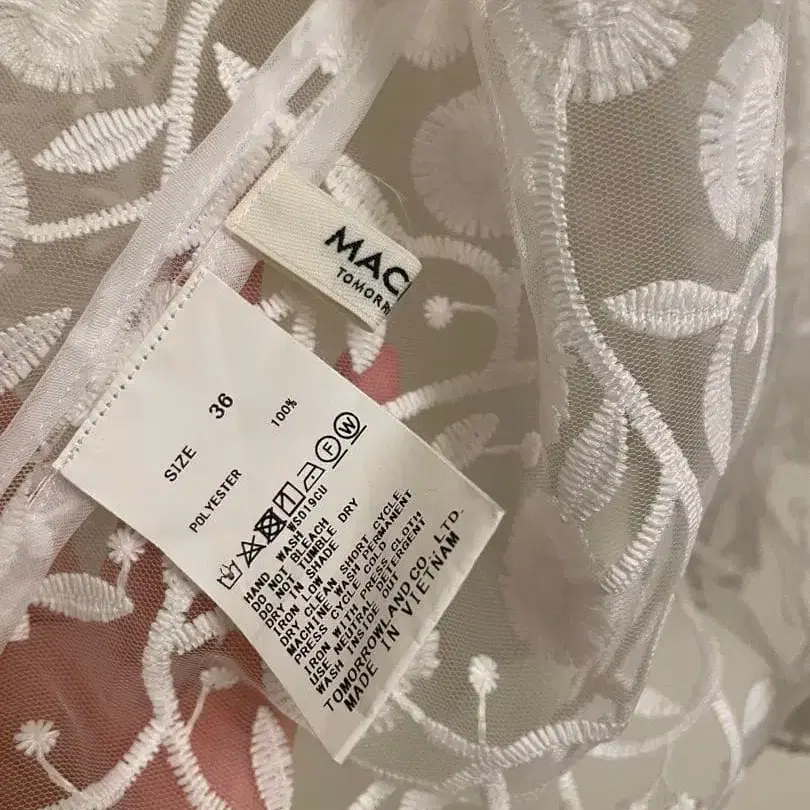 MAC
TOMORR
SIZE 36
POLYESTER 100%
F W
WS019GU
HAND WASH
DO NOT BLEACH
DO NOT TUMBLE DRY
DRY IN SHADE
IRON LOW
DRY CLEAN SHORT CYCLE
MACHINE WASH PERMANENT
PRESS CYCLE COLD
IRON WITH PRESS CLOTH
USE NEUTRAL DETERGENT
WASH INSIDE OUT
TOMORROWLAND CO., LTD.
MADE IN VIETNAM